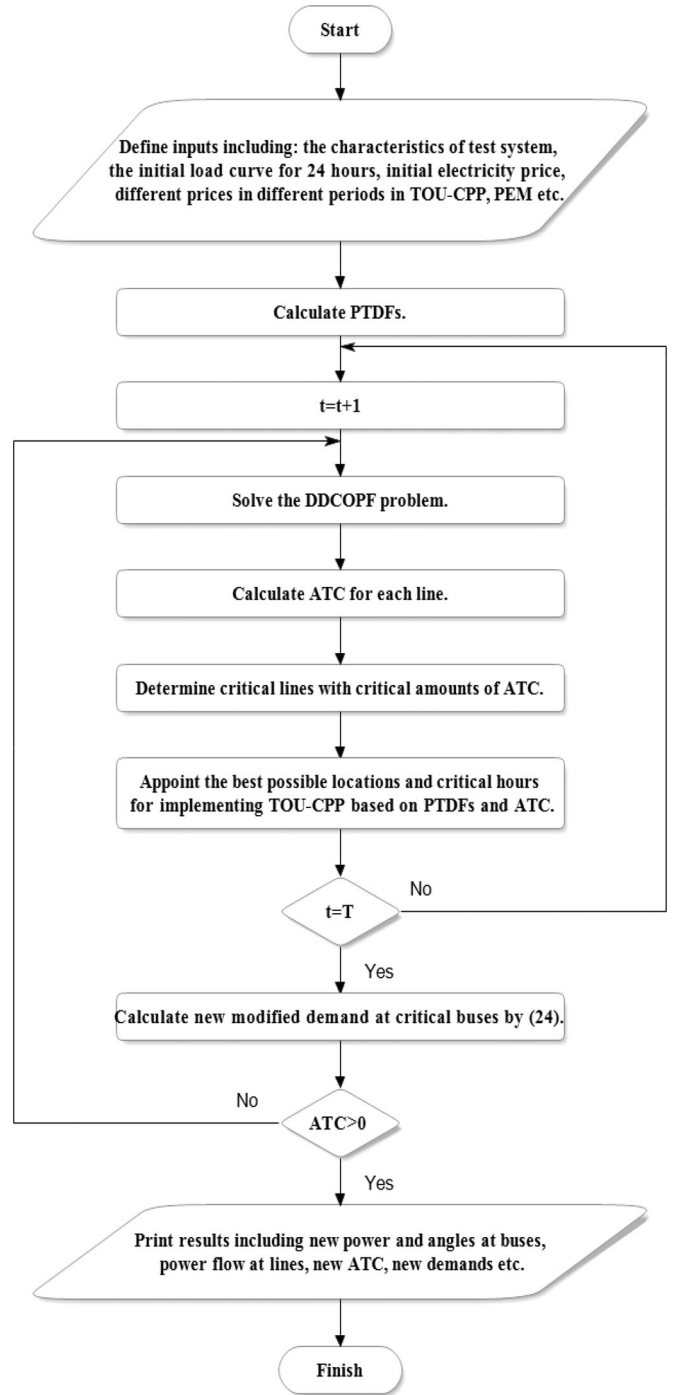 Start
Define inputs including: the characteristics of test system,
the initial load curve for 24 hours, initial electricity price,
different prices in different periods in TOU-CPP, PEM etc.
Calculate PTDFs.
t=t+1
Solve the DDCOPF problem.
Calculate ATC for each line.
Determine critical lines with critical amounts of ATC.
Appoint the best possible locations and critical hours
for implementing TOU-CPP based on PTDFs and ATC.
No
t=T
Yes
Calculate new modified demand at critical buses by (24).
No
ATC>0
Yes
Print results including new power and angles at buses,
power flow at lines, new ATC, new demands etc.
Finish